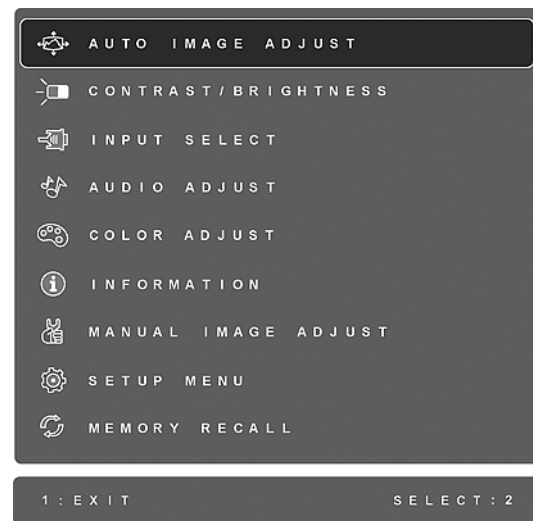 AUTO IMAGE ADJUST
CONTRAST/BRIGHTNESS
INPUT SELECT
AUDIO ADJUST
COLOR ADJUST
INFORMATION
MANUAL IMAGE ADJUST
SETUP MENU
MEMORY RECALL
1:EXIT SELECT:2